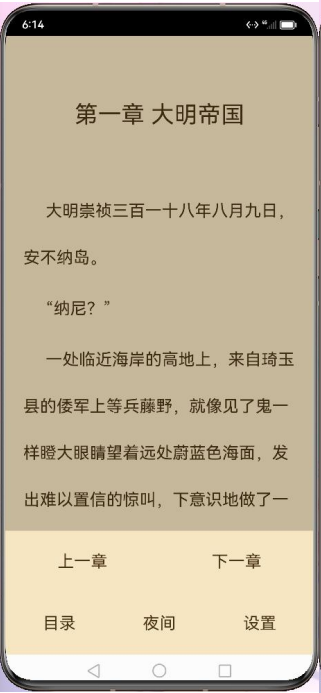 6:14
第一章 大明帝国
大明崇祯三百一十八年八月九日，
安不纳岛。
“纳尼？”
一处临近海岸的高地上，来自琦玉
县的倭军上等兵藤野，就像见了鬼一
样瞪大眼睛望着远处蔚蓝色海面，发
出难以置信的惊叫，下意识地做了一
上一章 下一章
目录 夜间 设置